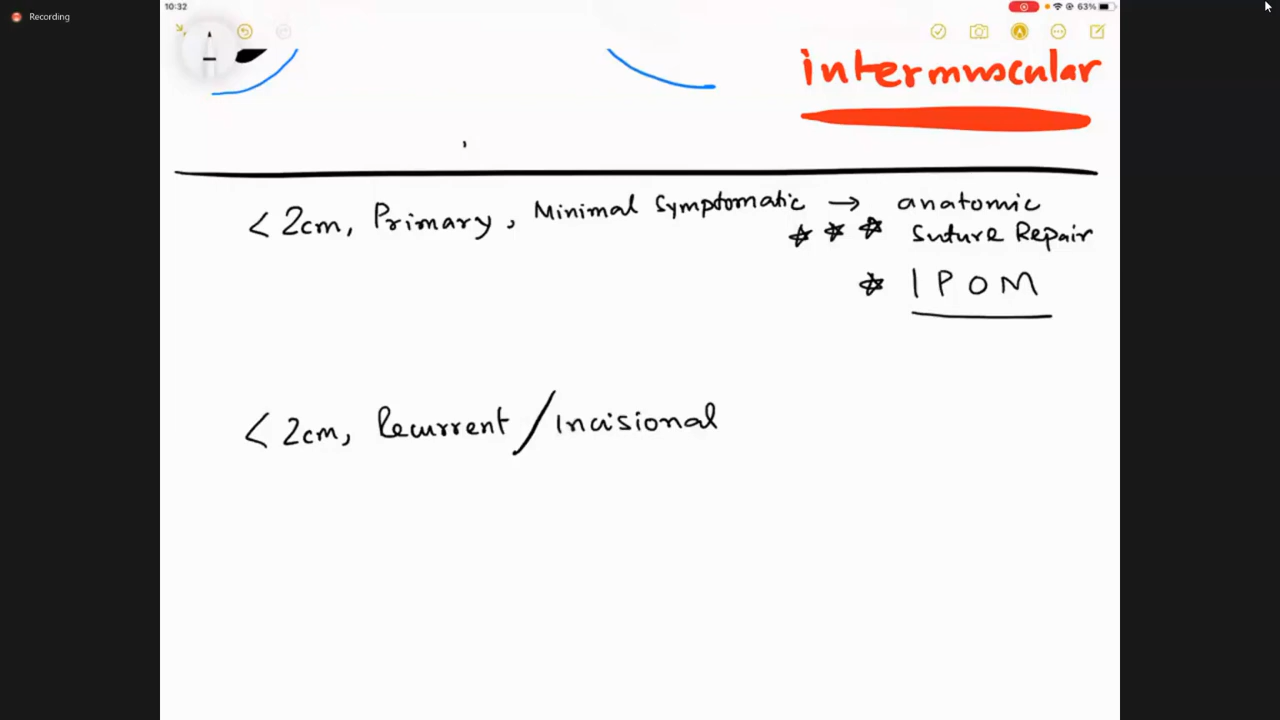 Recording
10:32
63%
intermuscular
< 2cm, Primary, Minimal Symptomatic → anatomic
☆ ☆ ☆ Suture Repair
☆ IPOM
< 2cm, Recurrent / Incisional